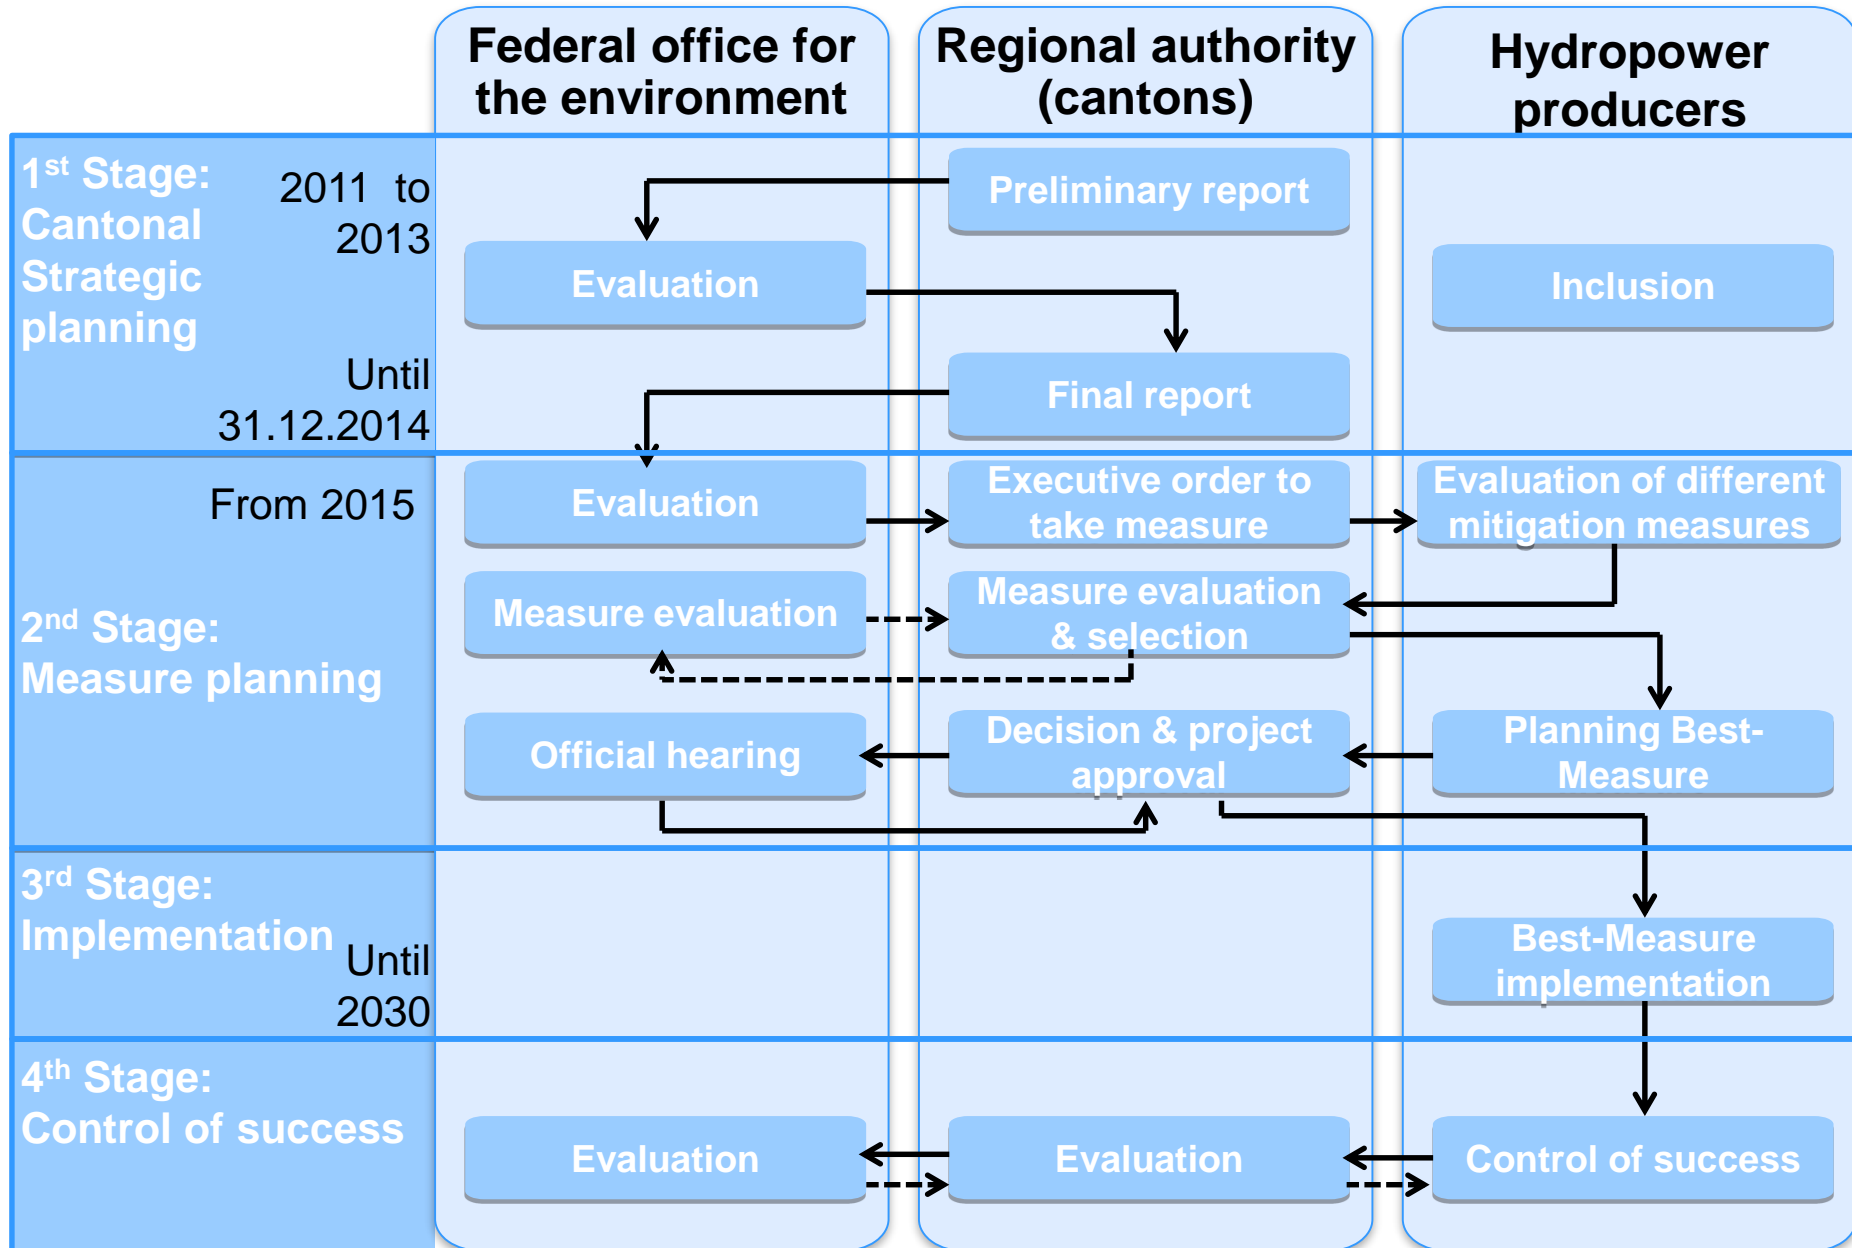 Federal office for
the environment
Regional authority
(cantons)
Hydropower
producers
1st Stage:
Cantonal
Strategic
planning
2011 to
2013
Until
31.12.2014
Preliminary report
Evaluation
Inclusion
Final report
From 2015
2nd Stage:
Measure planning
Evaluation
Executive order to
take measure
Evaluation of different
mitigation measures
Measure evaluation
Measure evaluation
& selection
Official hearing
Decision & project
approval
Planning Best-
Measure
3rd Stage:
Implementation
Until
2030
Best-Measure
implementation
4th Stage:
Control of success
Evaluation
Evaluation
Control of success